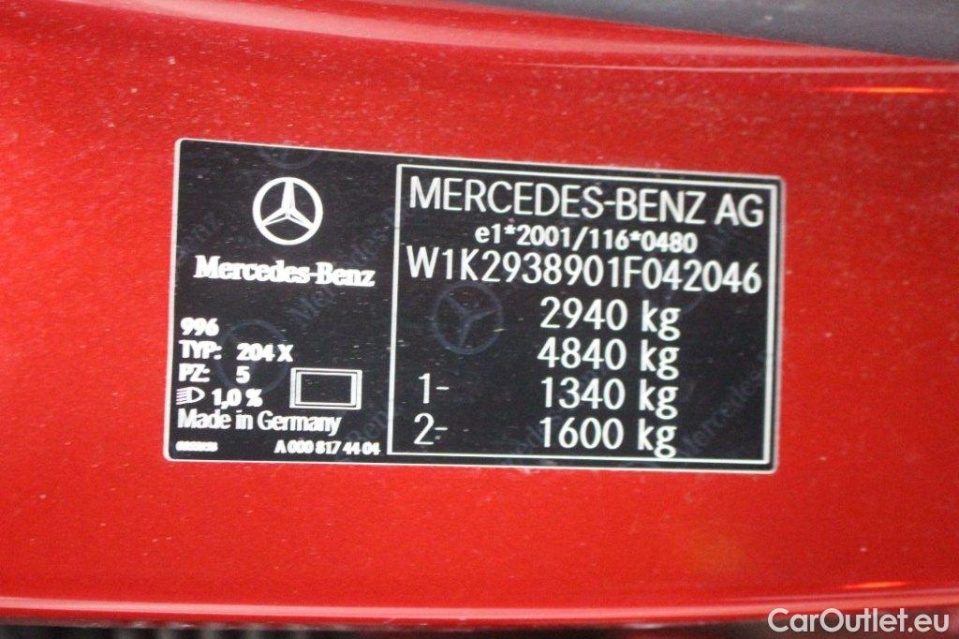 Mercedes-Benz
996
TYP: 204 X
PZ: 5
1,0 %
Made in Germany
A 000 817 44 04
MERCEDES-BENZ AG
e1*2001/116*0480
W1K2938901F042046
2940 kg
4840 kg
1- 1340 kg
2- 1600 kg
CarOutlet.eu